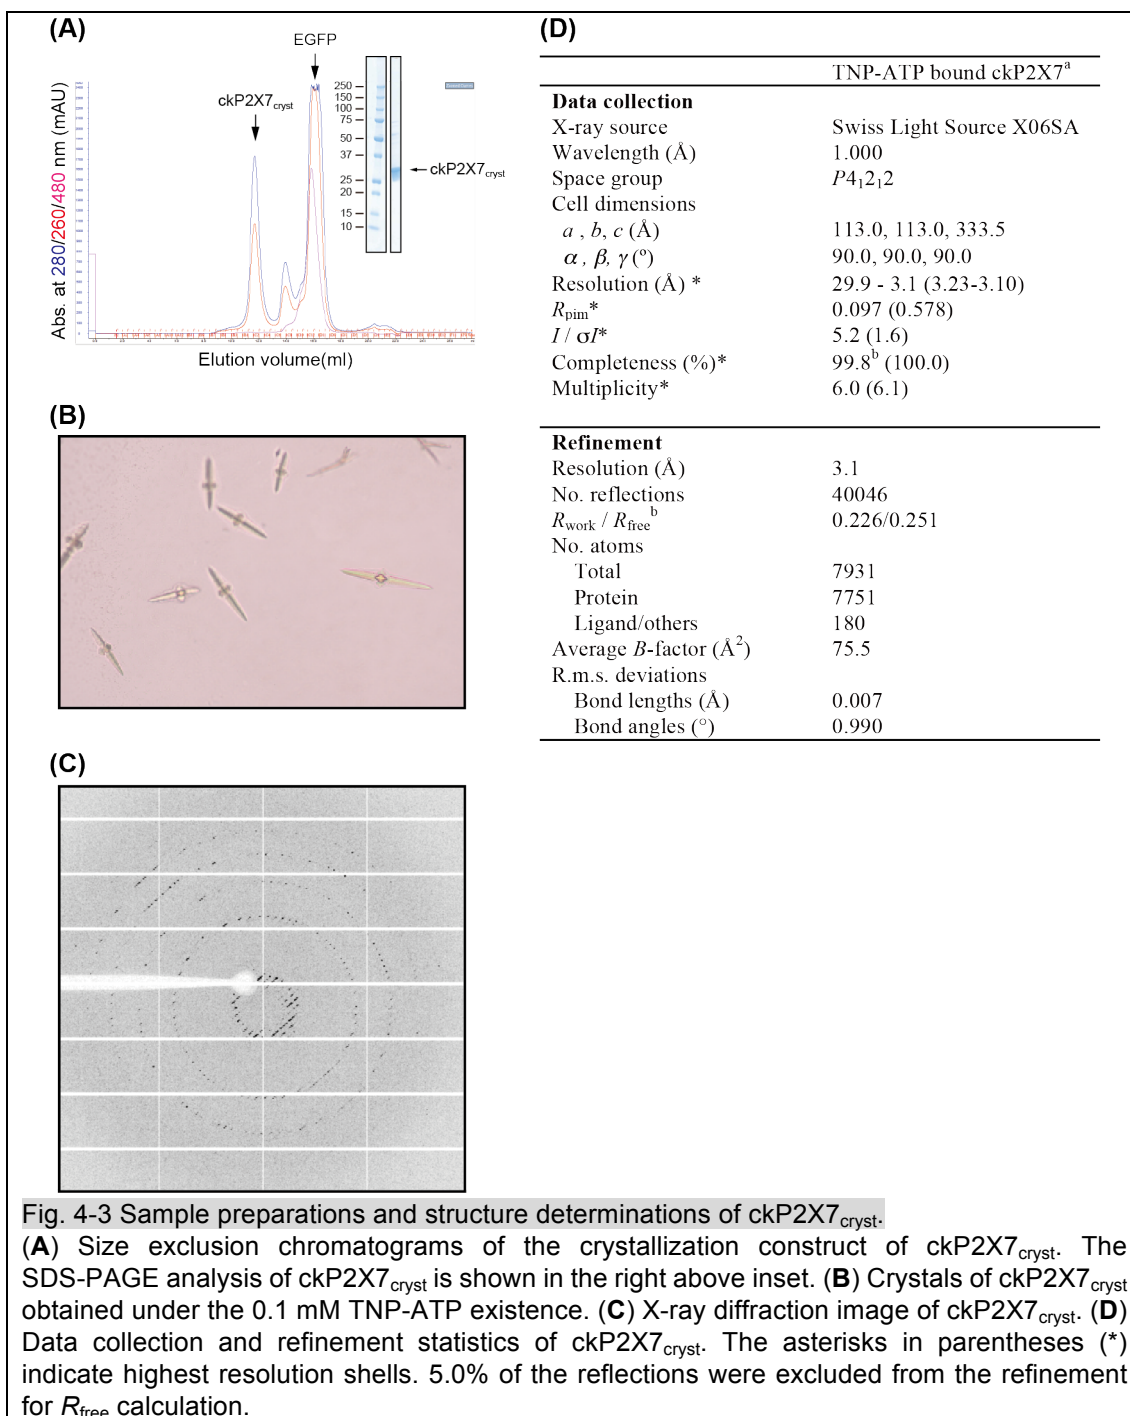 (A)
EGFP
ckP2X7cryst
250
150
100
75
50
37
25
20
15
10
ckP2X7cryst
Abs. at 280/260/480 nm (mAU)
Elution volume(ml)
(B)
(C)
(D)
TNP-ATP bound ckP2X7a
Data collection
X-ray source Swiss Light Source X06SA
Wavelength (Å) 1.000
Space group P41212
Cell dimensions
a , b, c (Å) 113.0, 113.0, 333.5
α , β, γ (°) 90.0, 90.0, 90.0
Resolution (Å) * 29.9 - 3.1 (3.23-3.10)
Rpim* 0.097 (0.578)
I / σI* 5.2 (1.6)
Completeness (%)* 99.8b (100.0)
Multiplicity* 6.0 (6.1)
Refinement
Resolution (Å) 3.1
No. reflections 40046
Rwork / Rfreeb 0.226/0.251
No. atoms
Total 7931
Protein 7751
Ligand/others 180
Average B-factor (Å2) 75.5
R.m.s. deviations
Bond lengths (Å) 0.007
Bond angles (°) 0.990
Fig. 4-3 Sample preparations and structure determinations of ckP2X7cryst.
(A) Size exclusion chromatograms of the crystallization construct of ckP2X7cryst. The
SDS-PAGE analysis of ckP2X7cryst is shown in the right above inset. (B) Crystals of ckP2X7cryst
obtained under the 0.1 mM TNP-ATP existence. (C) X-ray diffraction image of ckP2X7cryst. (D)
Data collection and refinement statistics of ckP2X7cryst. The asterisks in parentheses (*)
indicate highest resolution shells. 5.0% of the reflections were excluded from the refinement
for Rfree calculation.